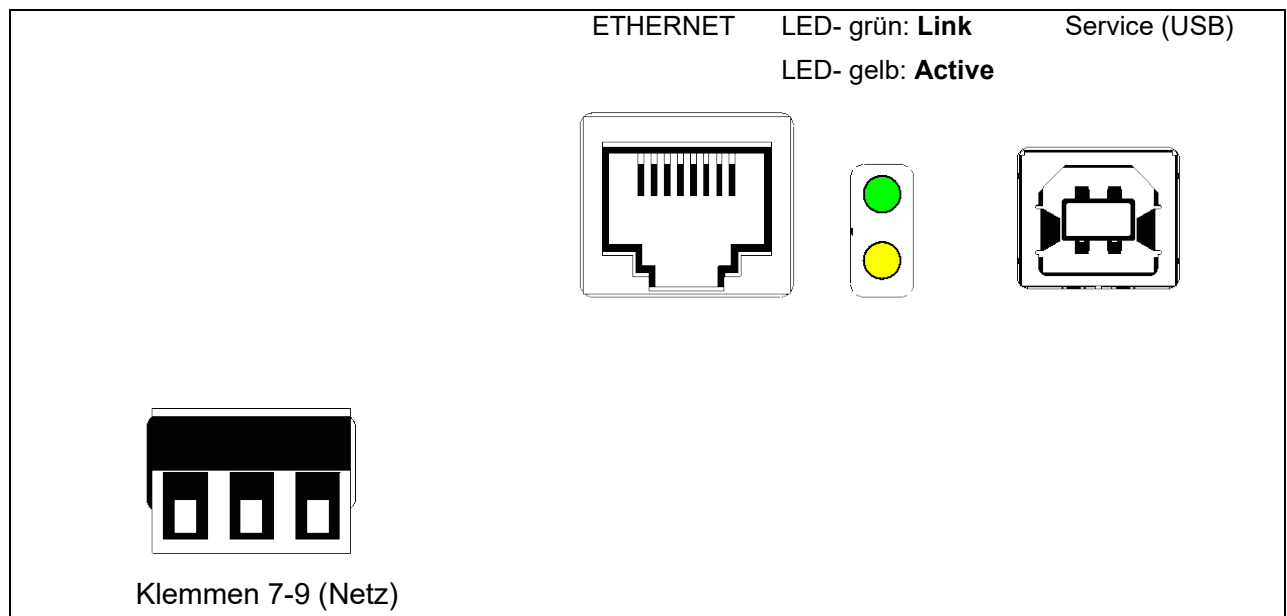 ETHERNET LED- grün: Link Service (USB)
LED- gelb: Active
Klemmen 7-9 (Netz)